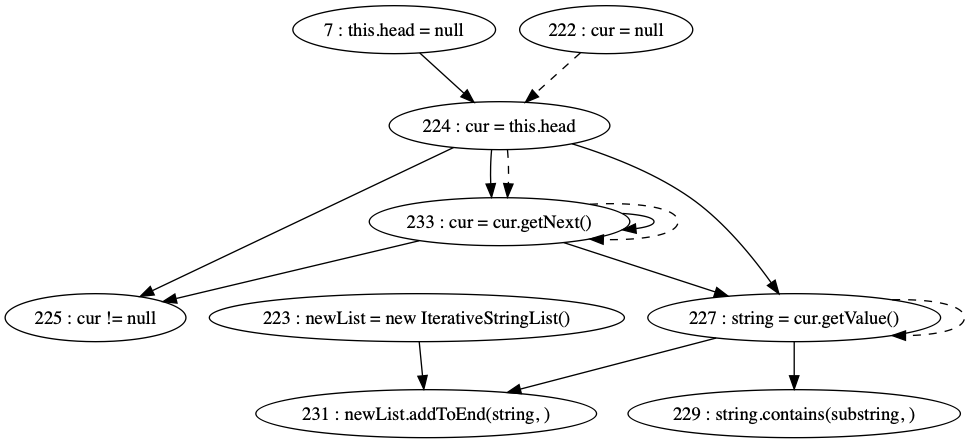 7 : this.head = null
222 : cur = null
224 : cur = this.head
233 : cur = cur.getNext()
225 : cur != null
223 : newList = new IterativeStringList()
227 : string = cur.getValue()
231 : newList.addToEnd(string, )
229 : string.contains(substring, )